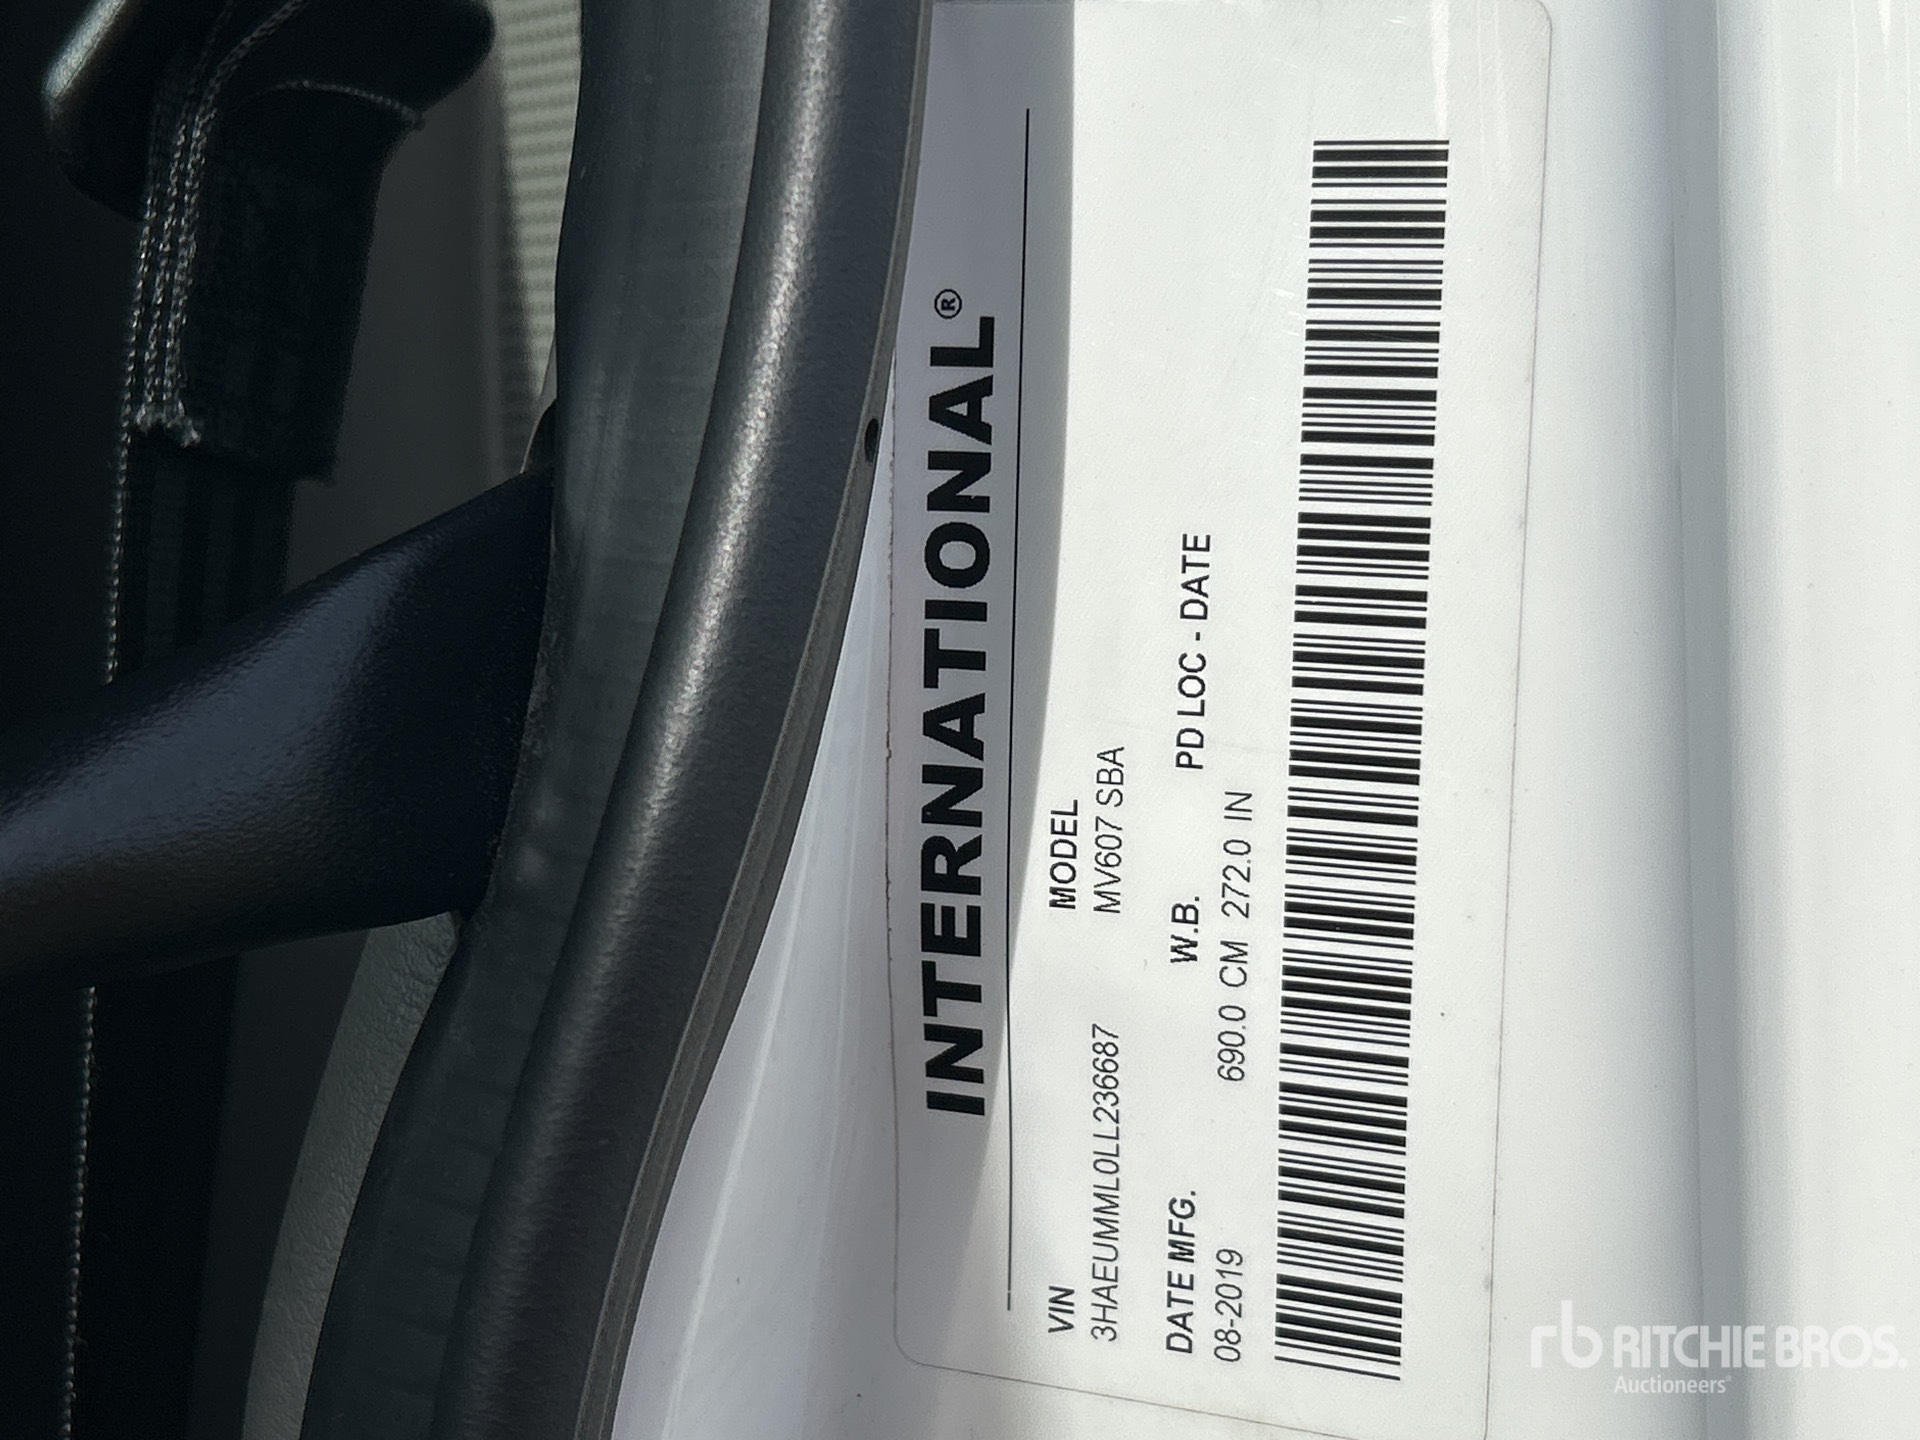 INTERNATIONAL®
VIN MODEL
3HAEUMML0LL236687 MV607 SBA
DATE MFG. W.B. PD LOC - DATE
08-2019 690.0 CM 272.0 IN
rb RITCHIE BROS.
Auctioneers®